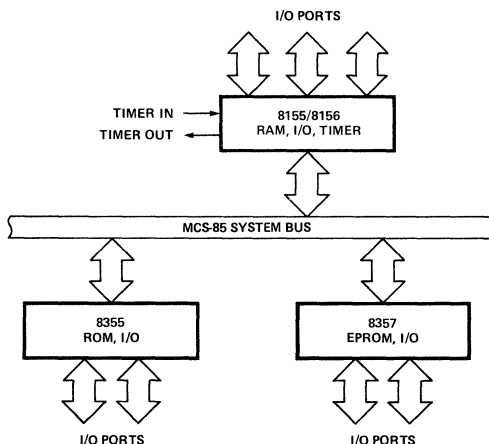 I/O PORTS
TIMER IN
TIMER OUT
8155/8156
RAM, I/O, TIMER
MCS-85 SYSTEM BUS
8355
ROM, I/O
8357
EPROM, I/O
I/O PORTS
I/O PORTS